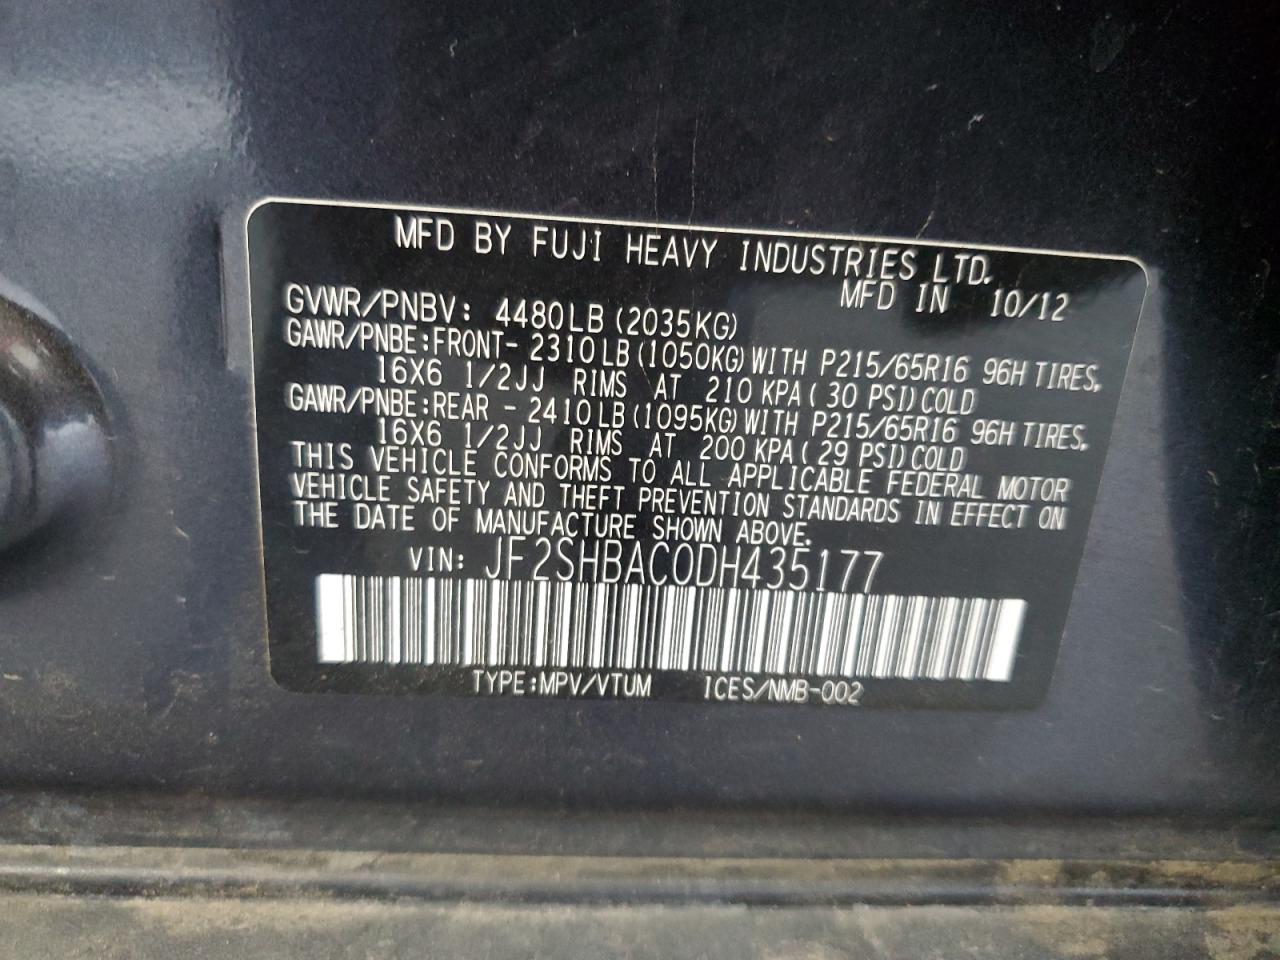 MFD BY FUJI HEAVY INDUSTRIES LTD.
MFD IN 10/12
GVWR/PNBV: 4480LB (2035KG)
GAWR/PNBE:FRONT- 2310LB(1050KG)WITH P215/65R16 96H TIRES,
16X6 1/2JJ RIMS AT 210 KPA( 30 PSI)COLD
GAWR/PNBE:REAR - 2410LB(1095KG)WITH P215/65R16 96H TIRES,
16X6 1/2JJ RIMS AT 200 KPA( 29 PSI)COLD
THIS VEHICLE CONFORMS TO ALL APPLICABLE FEDERAL MOTOR
VEHICLE SAFETY AND THEFT PREVENTION STANDARDS IN EFFECT ON
THE DATE OF MANUFACTURE SHOWN ABOVE.
VIN: JF2SHBAC0DH435177
TYPE:MPV/VTUM ICES/NMB-002